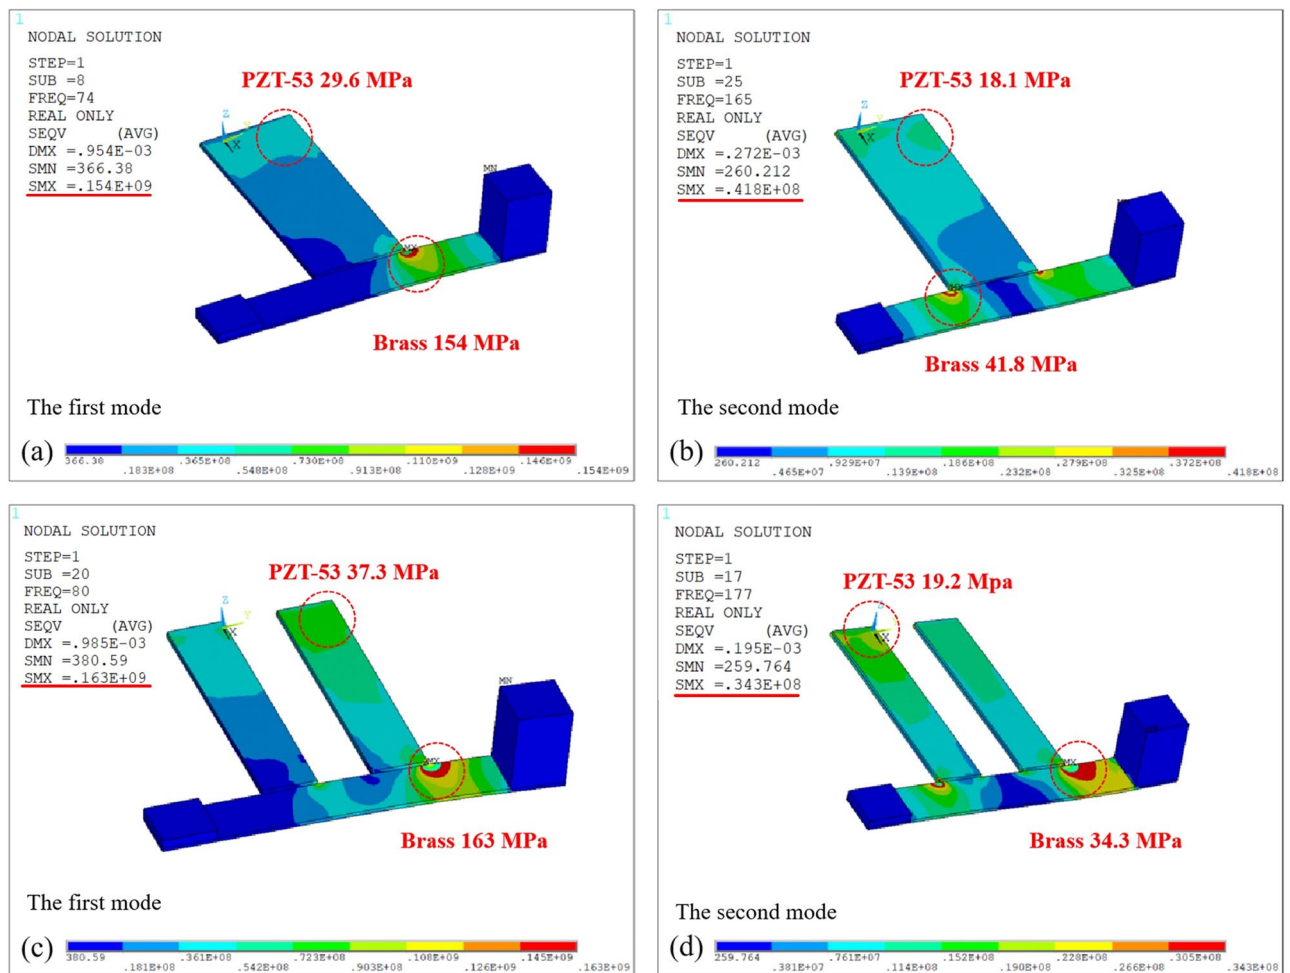 1
NODAL SOLUTION
STEP=1
SUB =8
FREQ=74
REAL ONLY
SEQV (AVG)
DMX =.954E-03
SMN =366.38
SMX =.154E+09
PZT-53 29.6 MPa
Z
Y
X
MN
MX
Brass 154 MPa
The first mode
(a)
366.38 .365E+08 .730E+08 .110E+09 .146E+09
.183E+08 .548E+08 .913E+08 .128E+09 .154E+09
1
NODAL SOLUTION
STEP=1
SUB =25
FREQ=165
REAL ONLY
SEQV (AVG)
DMX =.272E-03
SMN =260.212
SMX =.418E+08
PZT-53 18.1 MPa
Z
Y
X
MX
Brass 41.8 MPa
The second mode
(b)
260.212 .929E+07 .186E+08 .279E+08 .372E+08
.465E+07 .139E+08 .232E+08 .325E+08 .418E+08
1
NODAL SOLUTION
STEP=1
SUB =20
FREQ=80
REAL ONLY
SEQV (AVG)
DMX =.985E-03
SMN =380.59
SMX =.163E+09
PZT-53 37.3 MPa
Z
Y
X
MN
MX
Brass 163 MPa
The first mode
(c)
380.59 .361E+08 .723E+08 .108E+09 .145E+09
.181E+08 .542E+08 .903E+08 .126E+09 .163E+09
1
NODAL SOLUTION
STEP=1
SUB =17
FREQ=177
REAL ONLY
SEQV (AVG)
DMX =.195E-03
SMN =259.764
SMX =.343E+08
PZT-53 19.2 Mpa
Z
X
MX
Brass 34.3 MPa
The second mode
(d)
259.764 .761E+07 .152E+08 .228E+08 .305E+08
.381E+07 .114E+08 .190E+08 .266E+08 .343E+08